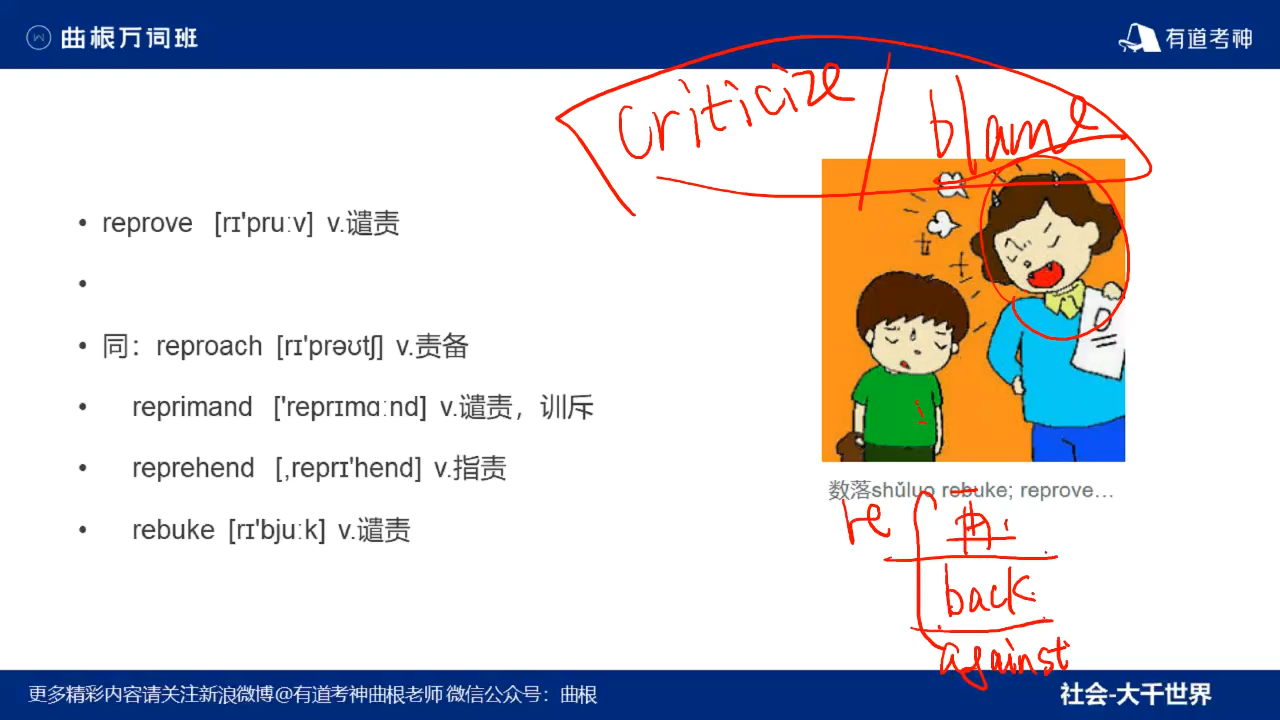 曲根万词班
有道考神
criticize / blame
• reprove [rɪ'pruːv] v.谴责
•
• 同：reproach [rɪ'prəʊtʃ] v.责备
• reprimand ['reprɪmɑːnd] v.谴责，训斥
• reprehend [ˌreprɪ'hend] v.指责
• rebuke [rɪ'bjuːk] v.谴责
数落shǔluo rebuke; reprove…
re 再
back
against
更多精彩内容请关注新浪微博@有道考神曲根老师 微信公众号：曲根
社会-大千世界